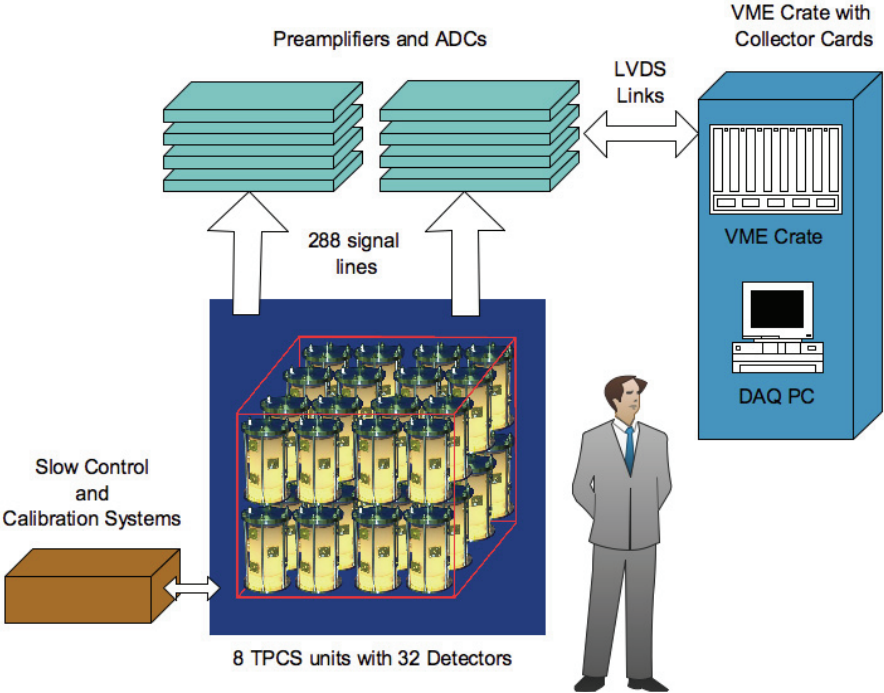 Preamplifiers and ADCs
VME Crate with
Collector Cards
LVDS
Links
288 signal
lines
VME Crate
DAQ PC
Slow Control
and
Calibration Systems
8 TPCS units with 32 Detectors